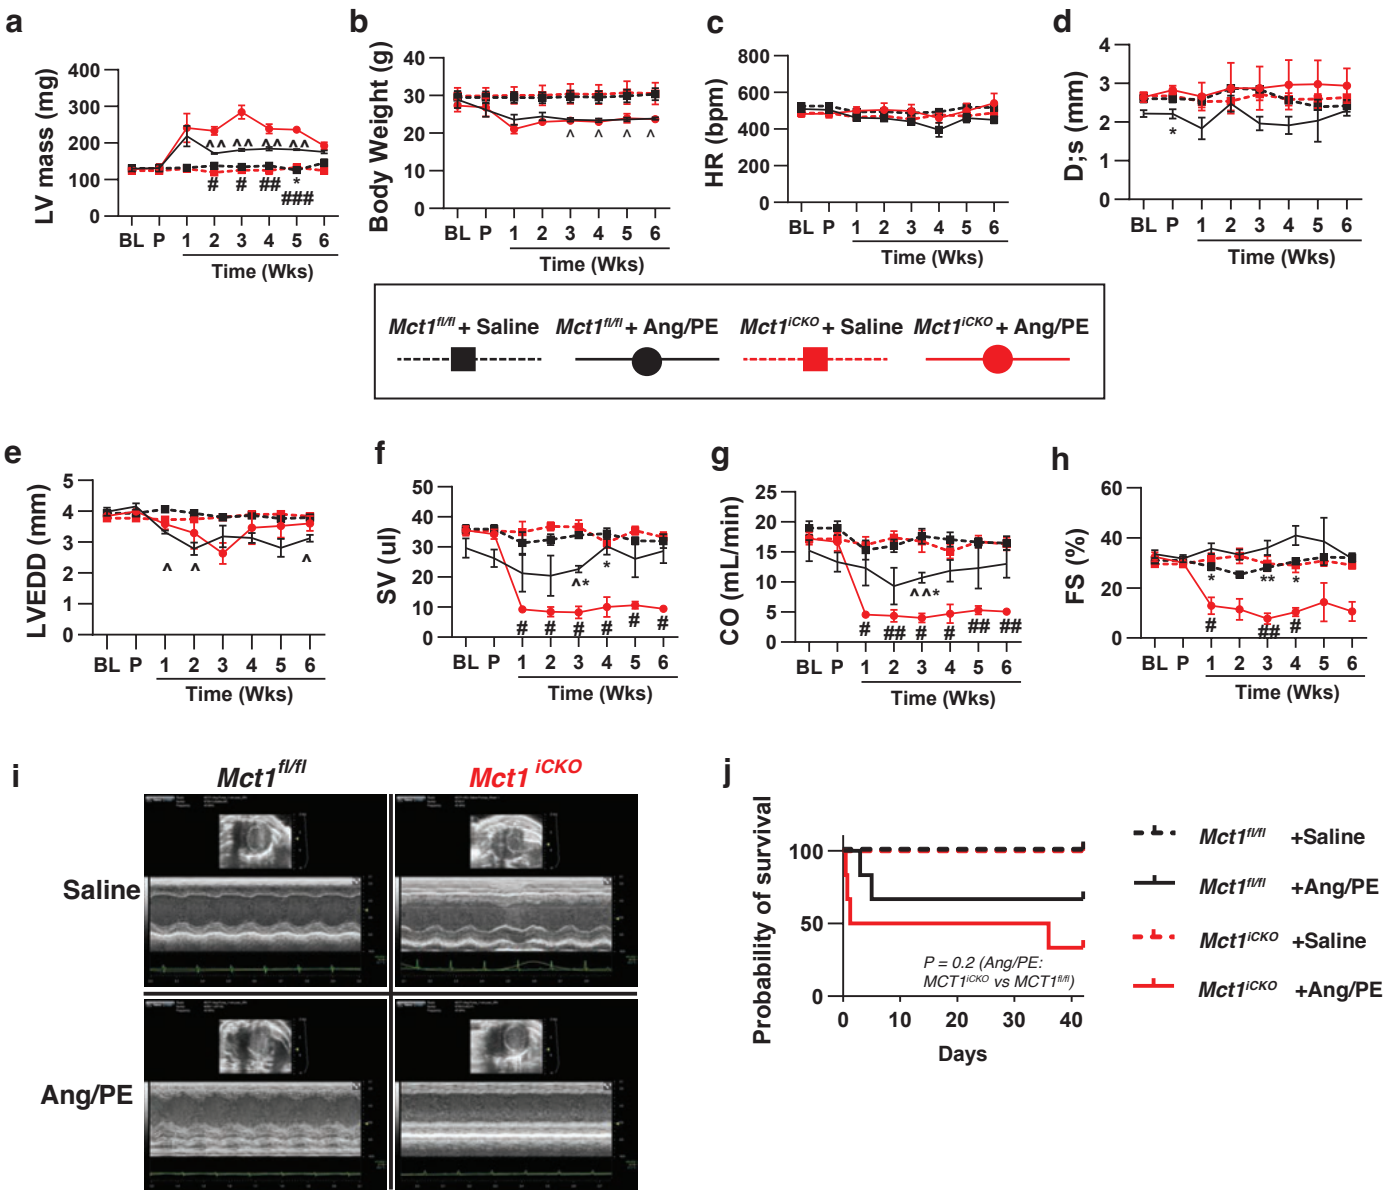 a
b
c
d
LV mass (mg)
400
300
200
100
0
^^ ^^ ^^ ^^
# # ## *
###
BL P 1 2 3 4 5 6
Time (Wks)
Body Weight (g)
40
30
20
10
0
^ ^ ^ ^
BL P 1 2 3 4 5 6
Time (Wks)
HR (bpm)
800
600
400
200
0
BL P 1 2 3 4 5 6
Time (Wks)
D;s (mm)
4
3
2
1
0
*
BL P 1 2 3 4 5 6
Time (Wks)
Mct1fl/fl + Saline Mct1fl/fl + Ang/PE Mct1iCKO + Saline Mct1iCKO + Ang/PE
e
f
g
h
LVEDD (mm)
5
4
3
2
1
0
^ ^ ^
BL P 1 2 3 4 5 6
Time (Wks)
SV (ul)
50
40
30
20
10
0
^* *
# # # # # #
BL P 1 2 3 4 5 6
Time (Wks)
CO (mL/min)
25
20
15
10
5
0
^^*
# ## # # ## ##
BL P 1 2 3 4 5 6
Time (Wks)
FS (%)
60
40
20
0
* ** *
# ## #
BL P 1 2 3 4 5 6
Time (Wks)
i
Mct1fl/fl Mct1 iCKO
Saline
Ang/PE
j
Probability of survival
100
50
0
P = 0.2 (Ang/PE:
MCT1iCKO vs MCT1fl/fl)
0 10 20 30 40
Days
Mct1fl/fl +Saline
Mct1fl/fl +Ang/PE
Mct1iCKO +Saline
Mct1iCKO +Ang/PE